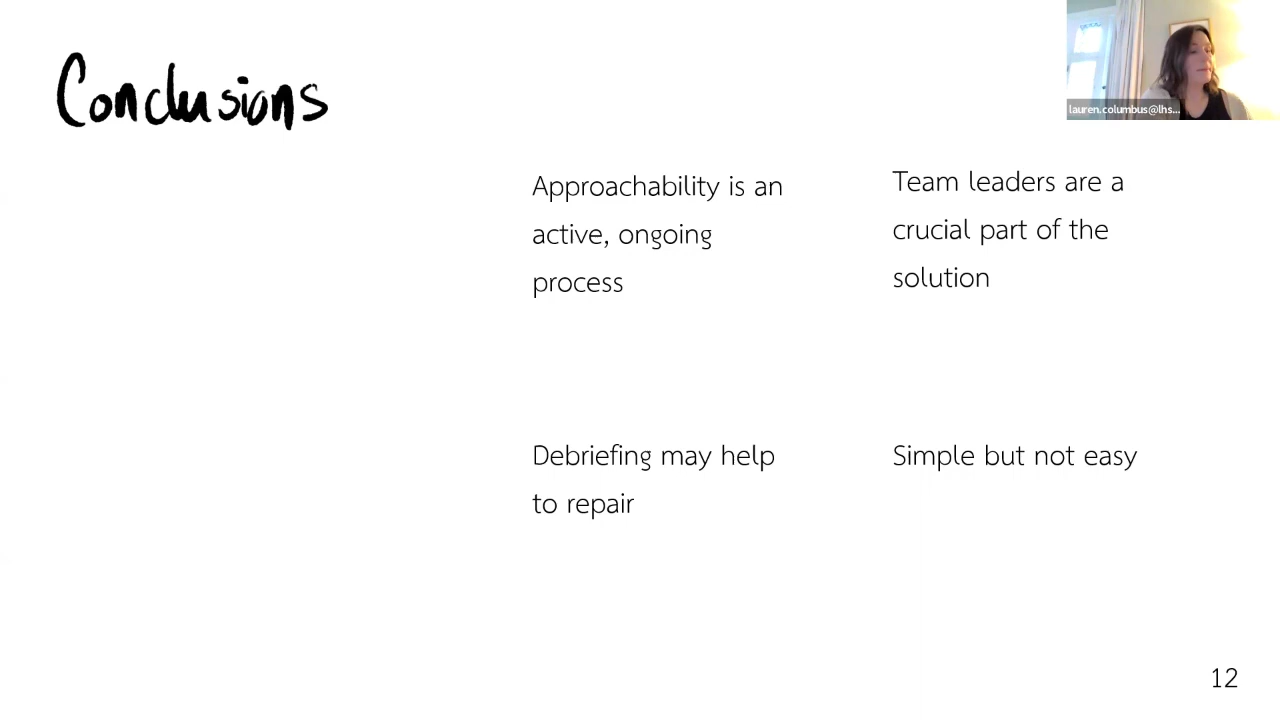 Conclusions
lauren.columbus@lhs...
Approachability is an
active, ongoing
process
Team leaders are a
crucial part of the
solution
Debriefing may help
to repair
Simple but not easy
12